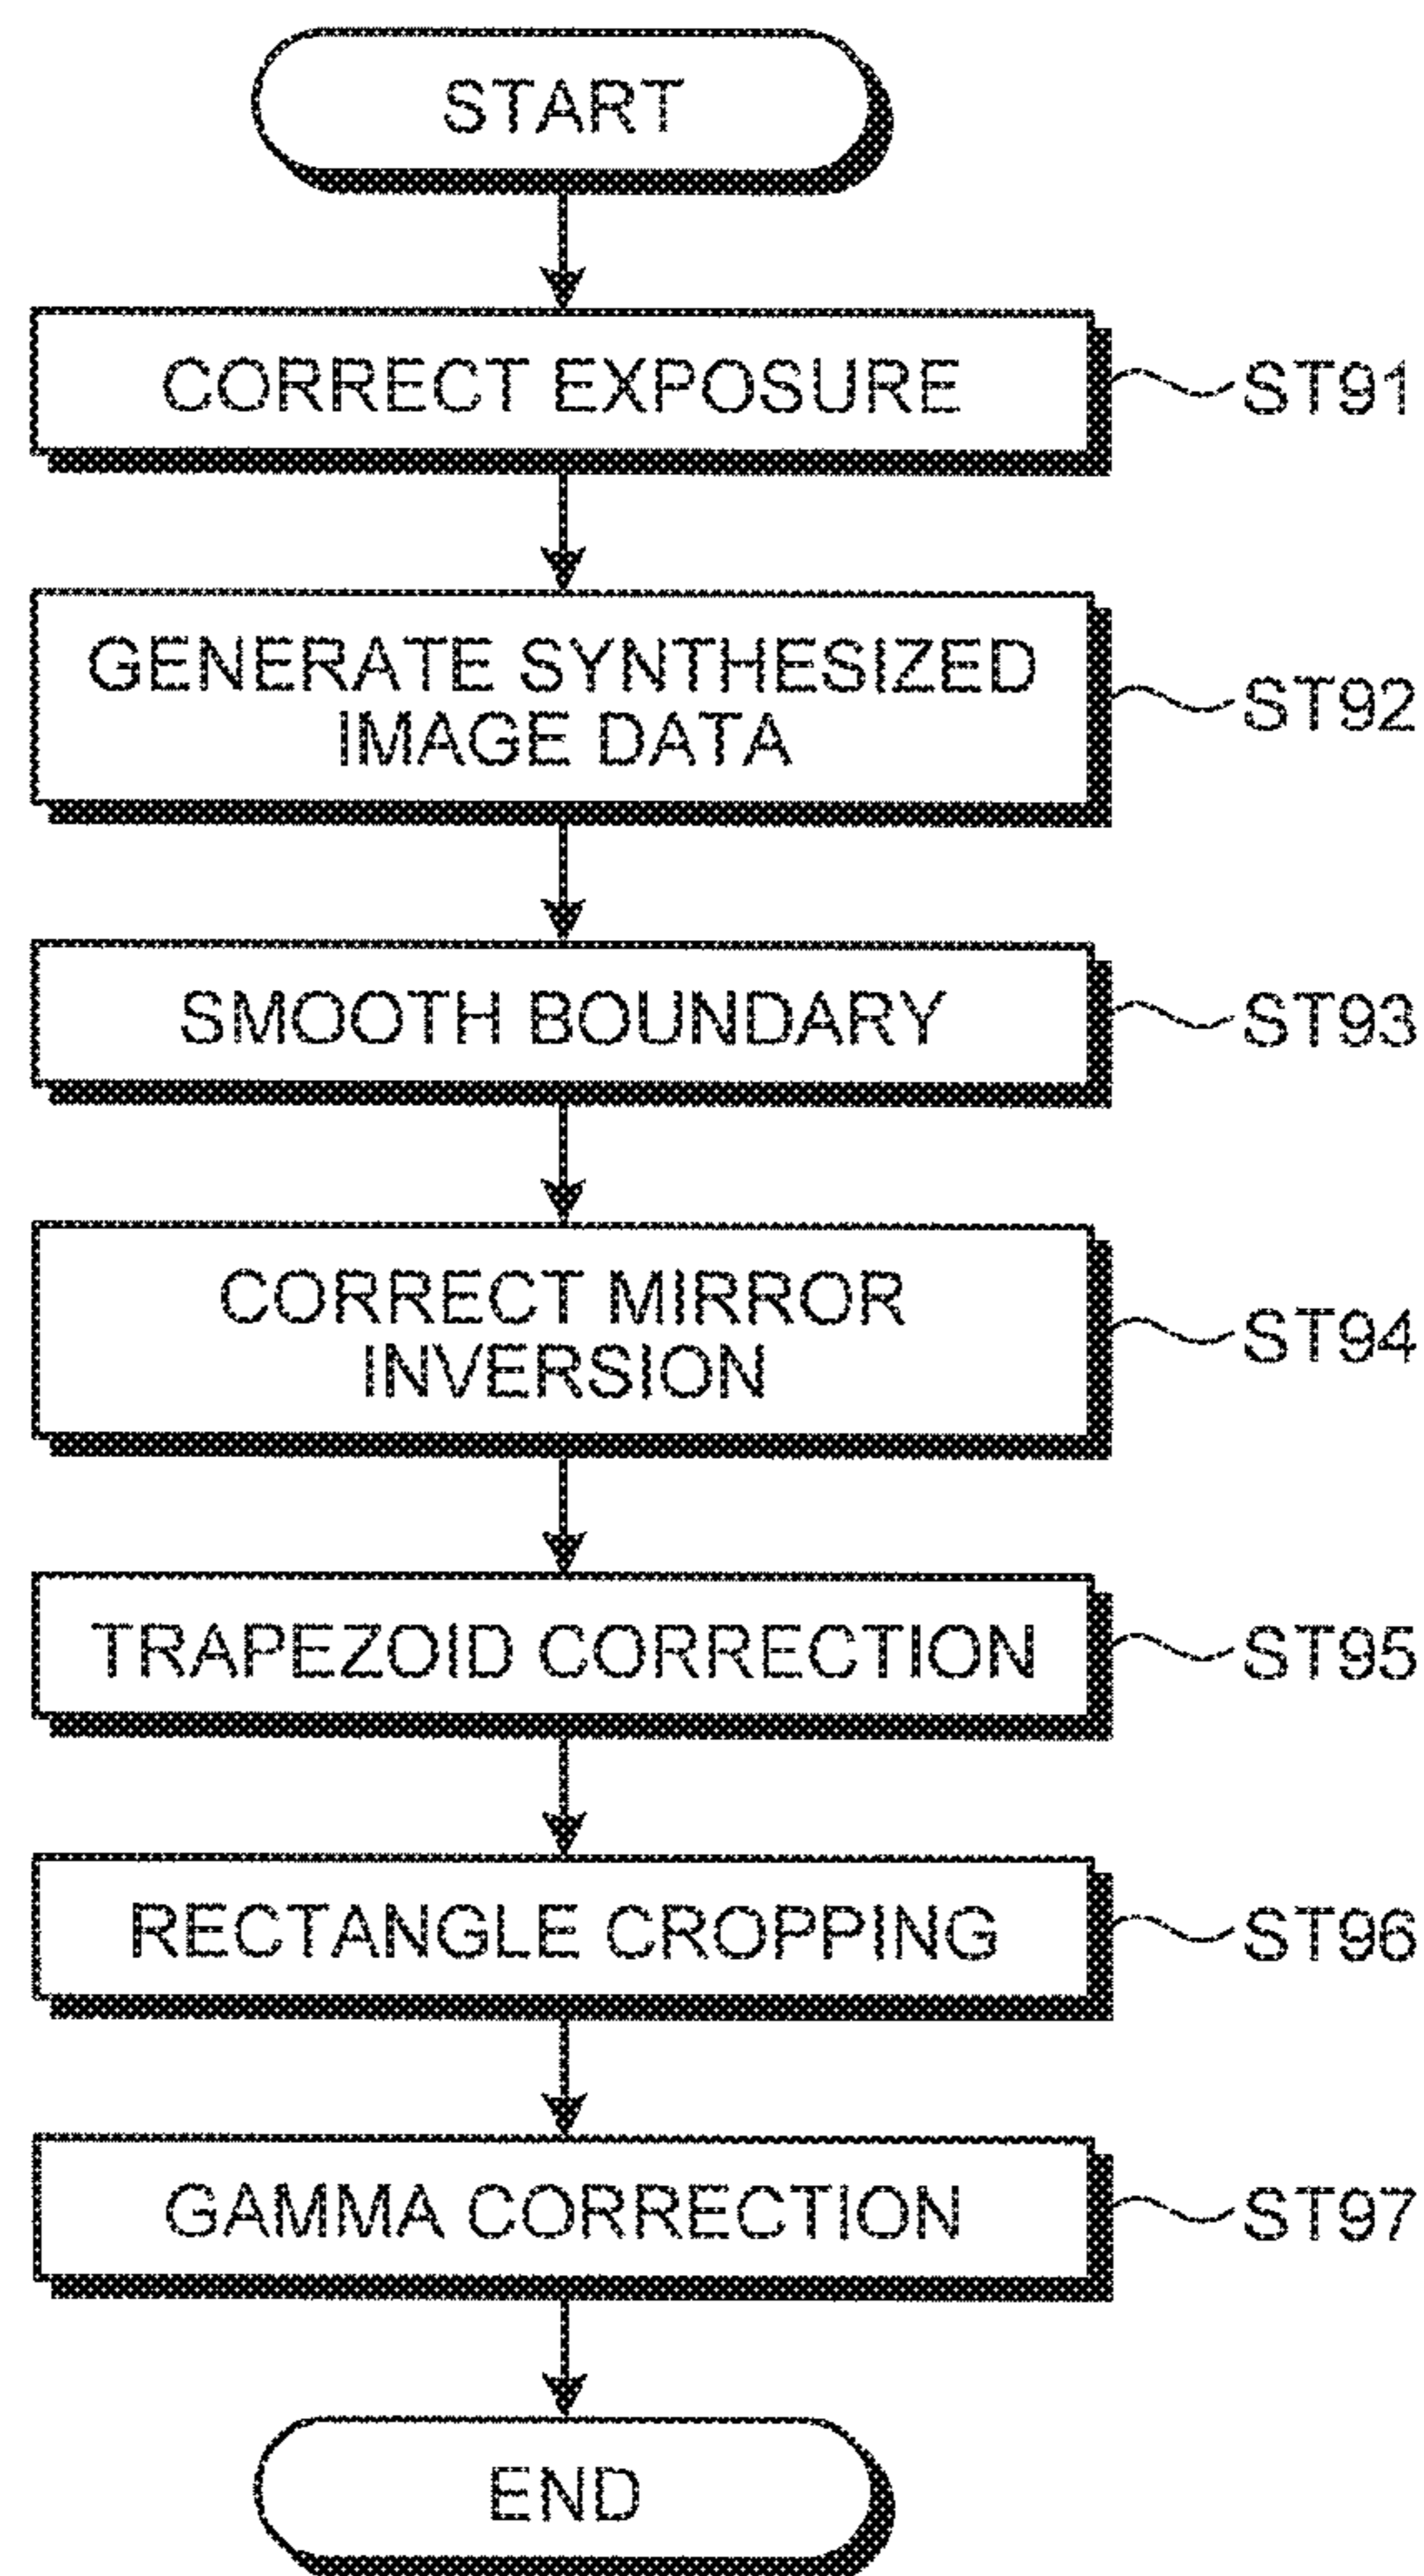 START
CORRECT EXPOSURE
ST91
GENERATE SYNTHESIZED
IMAGE DATA
ST92
SMOOTH BOUNDARY
ST93
CORRECT MIRROR
INVERSION
ST94
TRAPEZOID CORRECTION
ST95
RECTANGLE CROPPING
ST96
GAMMA CORRECTION
ST97
END